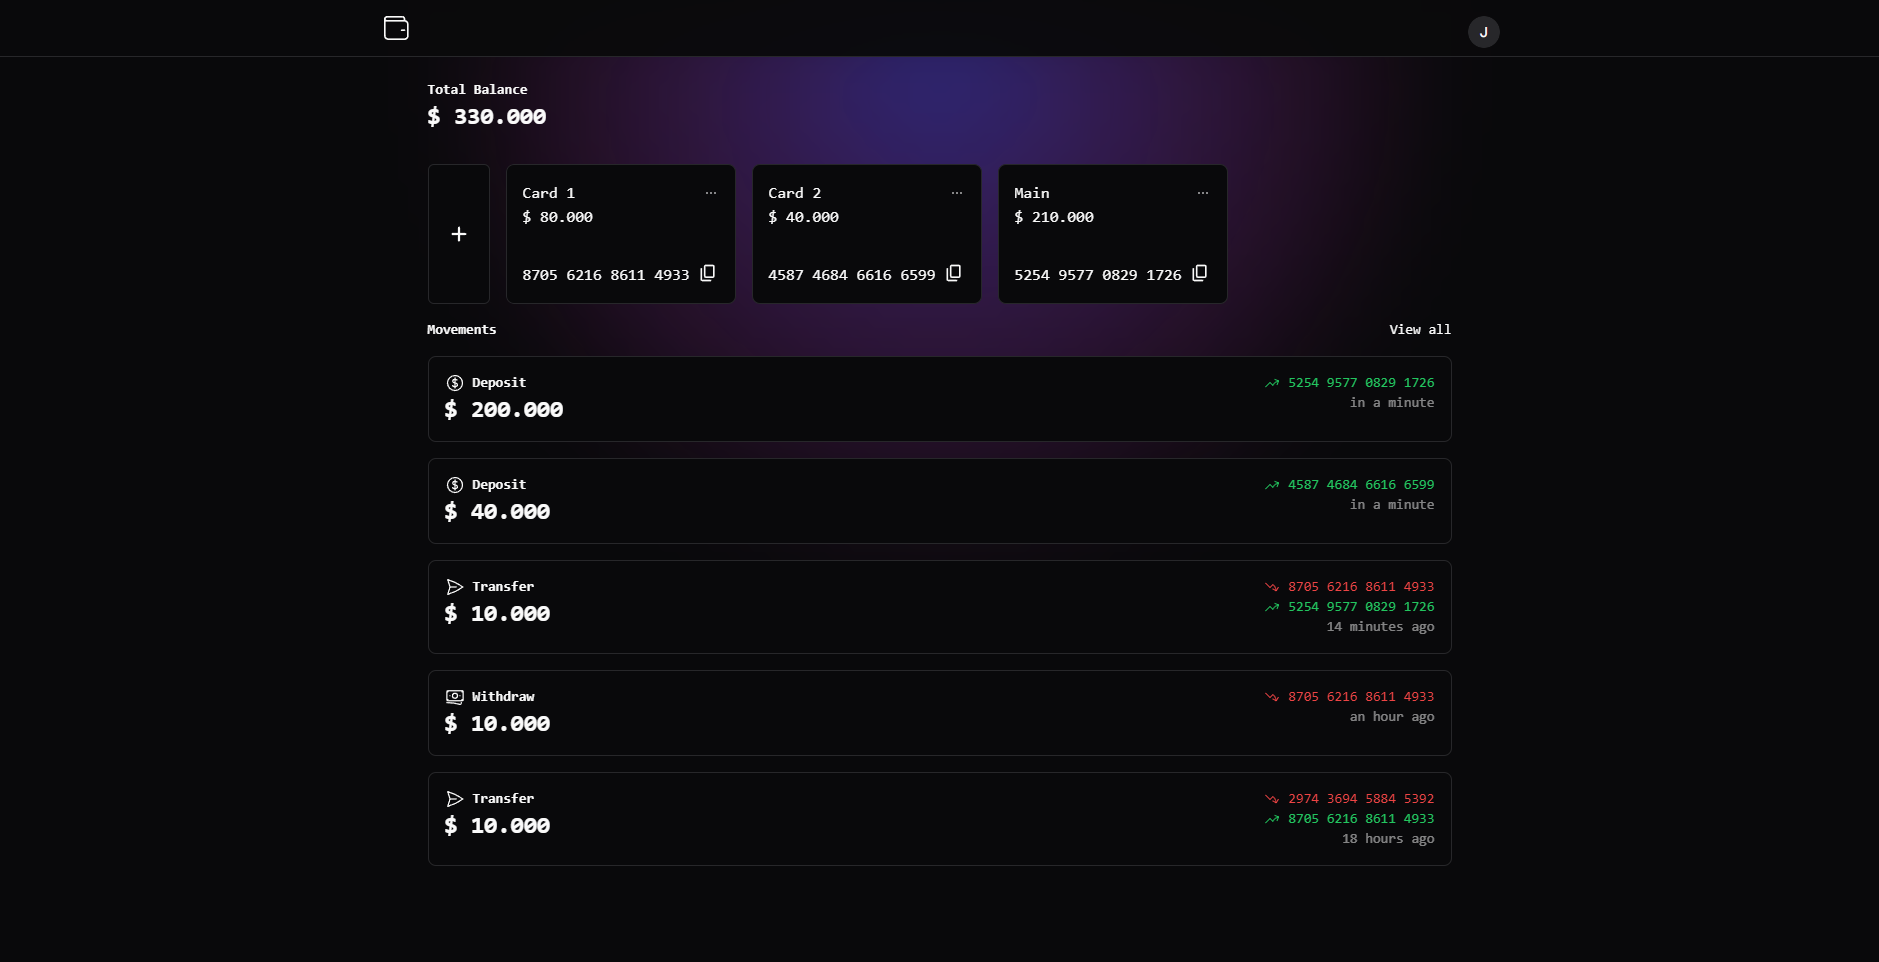 J
Total Balance
$ 330.000
+
Card 1 ...
$ 80.000
8705 6216 8611 4933
Card 2 ...
$ 40.000
4587 4684 6616 6599
Main ...
$ 210.000
5254 9577 0829 1726
Movements
View all
Deposit
$ 200.000
5254 9577 0829 1726
in a minute
Deposit
$ 40.000
4587 4684 6616 6599
in a minute
Transfer
$ 10.000
8705 6216 8611 4933
5254 9577 0829 1726
14 minutes ago
Withdraw
$ 10.000
8705 6216 8611 4933
an hour ago
Transfer
$ 10.000
2974 3694 5884 5392
8705 6216 8611 4933
18 hours ago